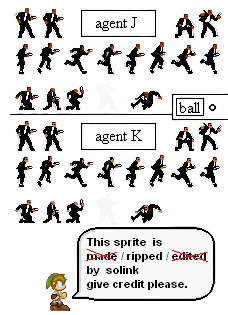 agent J
ball
agent K
This sprite is
made / ripped / edited
by solink
give credit please.